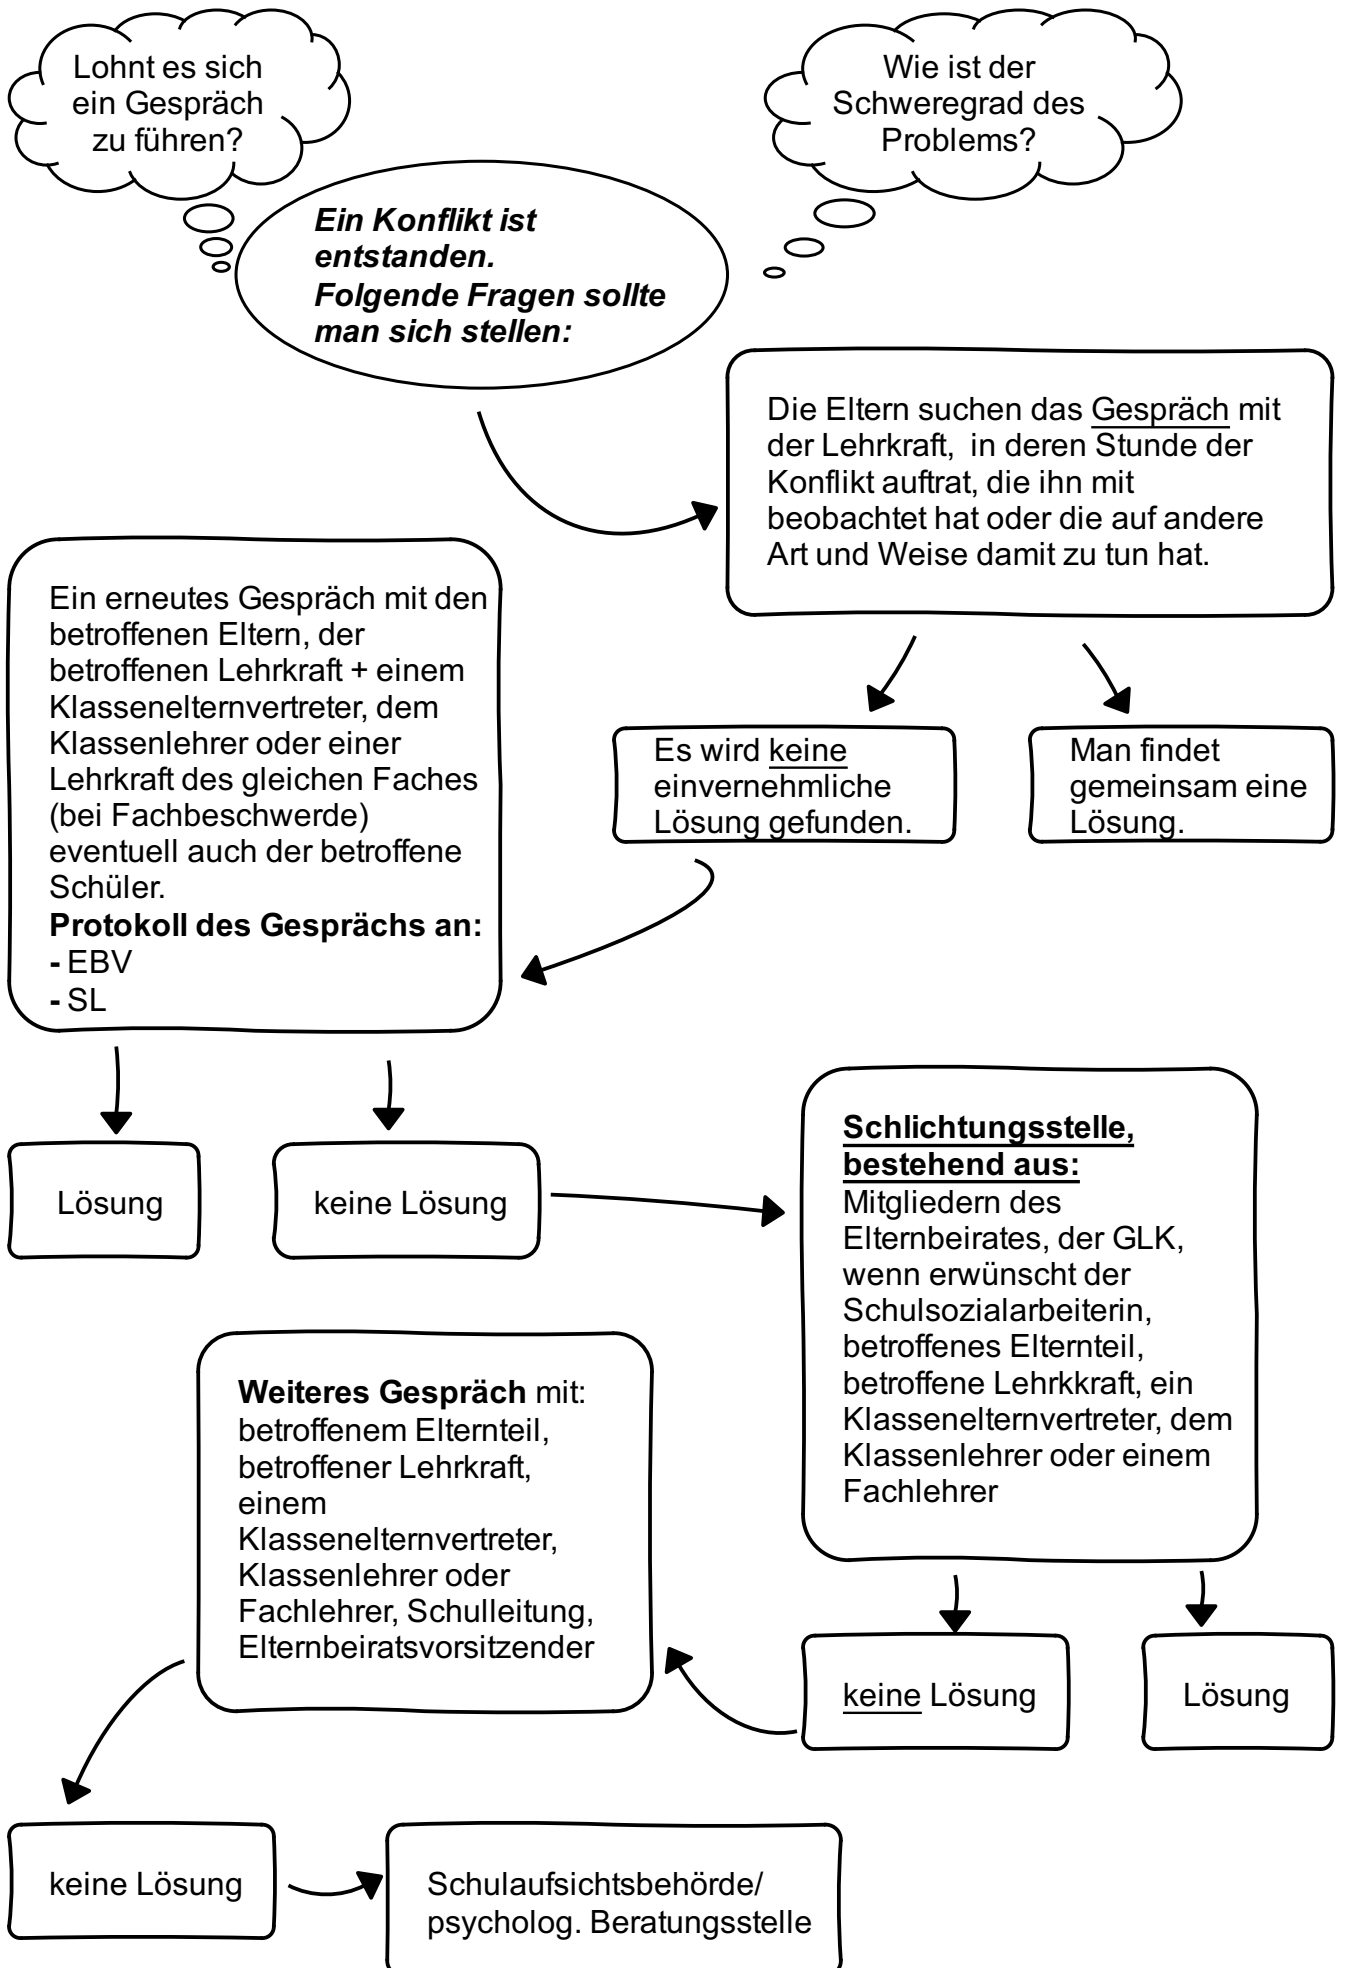 Lohnt es sich
ein Gespräch
zu führen?
Wie ist der
Schweregrad des
Problems?
Ein Konflikt ist
entstanden.
Folgende Fragen sollte
man sich stellen:
Die Eltern suchen das Gespräch mit
der Lehrkraft,  in deren Stunde der
Konflikt auftrat, die ihn mit
beobachtet hat oder die auf andere
Art und Weise damit zu tun hat.
Es wird keine
einvernehmliche
Lösung gefunden.
Man findet
gemeinsam eine
Lösung.
Ein erneutes Gespräch mit den
betroffenen Eltern, der
betroffenen Lehrkraft + einem
Klassenelternvertreter, dem
Klassenlehrer oder einer
Lehrkraft des gleichen Faches
(bei Fachbeschwerde)
eventuell auch der betroffene
Schüler.
Protokoll des Gesprächs an:
- EBV
- SL
Lösung
keine Lösung
Schlichtungsstelle,
bestehend aus:
Mitgliedern des
Elternbeirates, der GLK,
wenn erwünscht der
Schulsozialarbeiterin,
betroffenes Elternteil,
betroffene Lehrkkraft, ein
Klassenelternvertreter, dem
Klassenlehrer oder einem
Fachlehrer
keine Lösung
Lösung
Weiteres Gespräch mit:
betroffenem Elternteil,
betroffener Lehrkraft,
einem
Klassenelternvertreter,
Klassenlehrer oder
Fachlehrer, Schulleitung,
Elternbeiratsvorsitzender
keine Lösung
Schulaufsichtsbehörde/
psycholog. Beratungsstelle